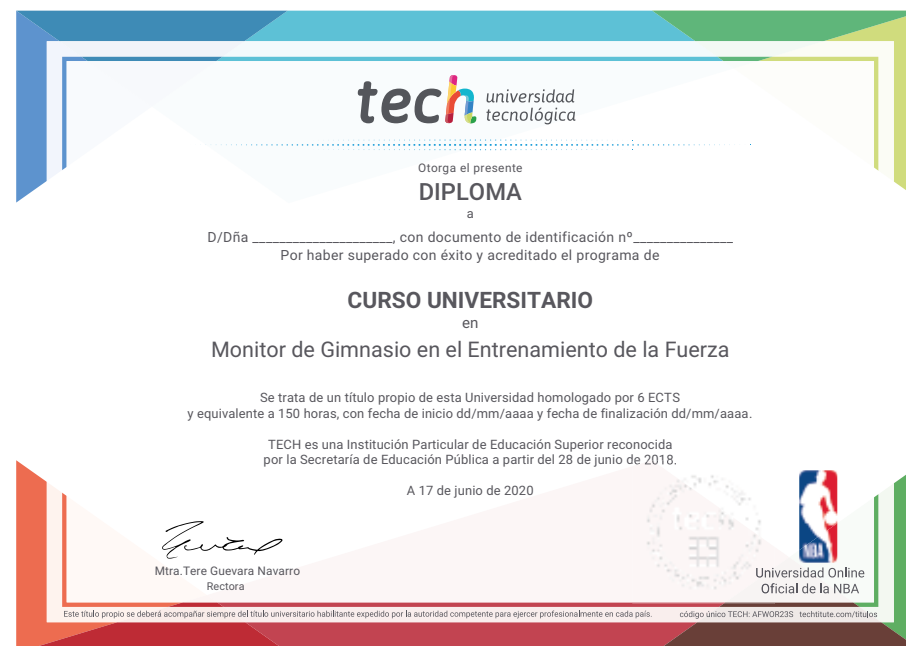 tech universidad
tecnológica
Otorga el presente
DIPLOMA
a
D/Dña _____________________, con documento de identificación nº_______________
Por haber superado con éxito y acreditado el programa de
CURSO UNIVERSITARIO
en
Monitor de Gimnasio en el Entrenamiento de la Fuerza
Se trata de un título propio de esta Universidad homologado por 6 ECTS
y equivalente a 150 horas, con fecha de inicio dd/mm/aaaa y fecha de finalización dd/mm/aaaa.
TECH es una Institución Particular de Educación Superior reconocida
por la Secretaría de Educación Pública a partir del 28 de junio de 2018.
A 17 de junio de 2020
Mtra.Tere Guevara Navarro
Rectora
NBA
Universidad Online
Oficial de la NBA
Este título propio se deberá acompañar siempre del título universitario habilitante expedido por la autoridad competente para ejercer profesionalmente en cada país. código único TECH: AFWOR23S techtitute.com/titulos